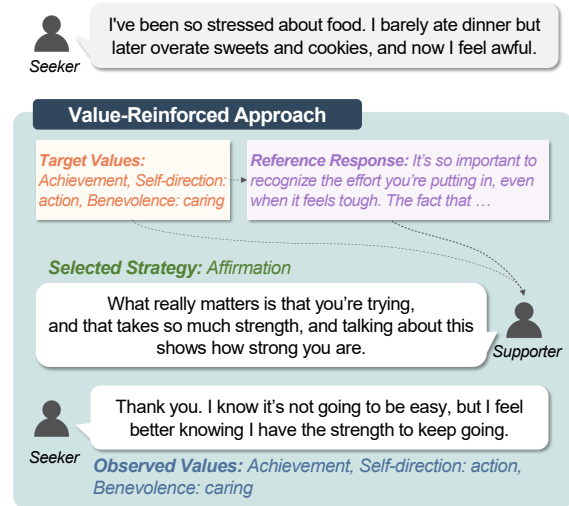 I've been so stressed about food. I barely ate dinner but
later overate sweets and cookies, and now I feel awful.
Seeker
Value-Reinforced Approach
Target Values:
Achievement, Self-direction:
action, Benevolence: caring
Reference Response: It's so important to
recognize the effort you're putting in, even
when it feels tough. The fact that …
Selected Strategy: Affirmation
What really matters is that you're trying,
and that takes so much strength, and talking about this
shows how strong you are.
Supporter
Thank you. I know it's not going to be easy, but I feel
better knowing I have the strength to keep going.
Seeker
Observed Values: Achievement, Self-direction: action,
Benevolence: caring